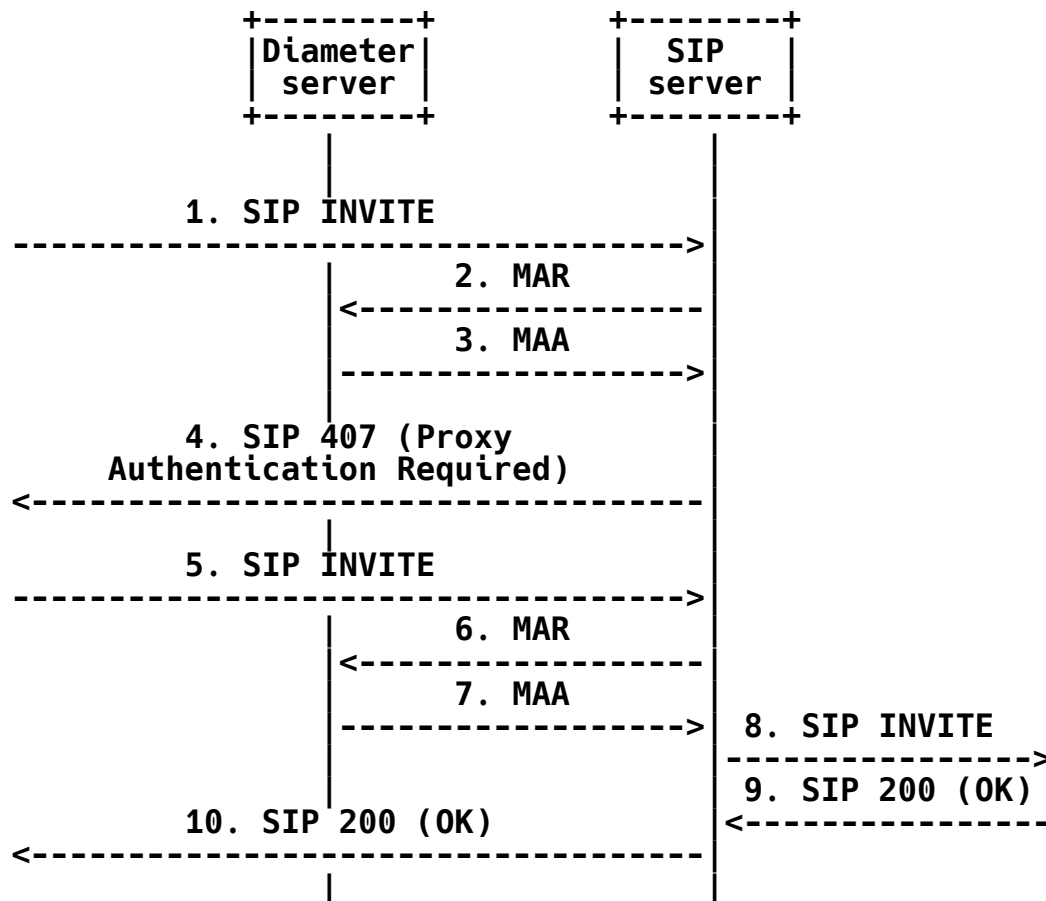 +--------+         +--------+
|Diameter|         |  SIP   |
| server |         | server |
+--------+         +--------+
1. SIP INVITE
----------------------------------->
2. MAR
<------------------
3. MAA
------------------>
4. SIP 407 (Proxy
Authentication Required)
<-----------------------------------
5. SIP INVITE
----------------------------------->
6. MAR
<------------------
7. MAA
------------------>
8. SIP INVITE
---------------->
9. SIP 200 (OK)
<----------------
10. SIP 200 (OK)
<-----------------------------------